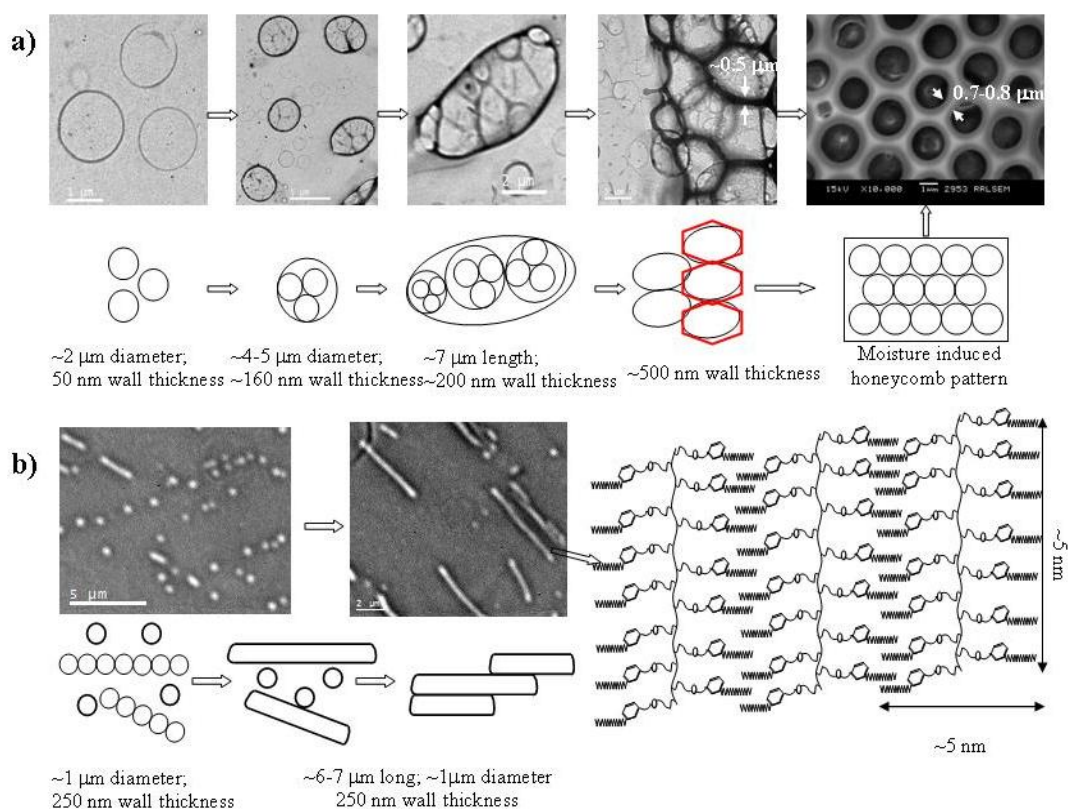 a)
1 µm
1 µm
2 µm
~0.5 µm
0.7-0.8 µm
15kV X10,000 1mm 2953 RRLSEM
~2 µm diameter;
50 nm wall thickness
~4-5 µm diameter;
~160 nm wall thickness
~7 µm length;
~200 nm wall thickness
~500 nm wall thickness
Moisture induced
honeycomb pattern
b)
5 µm
2 µm
~5 nm
~5 nm
~1 µm diameter;
250 nm wall thickness
~6-7 µm long; ~1µm diameter
250 nm wall thickness